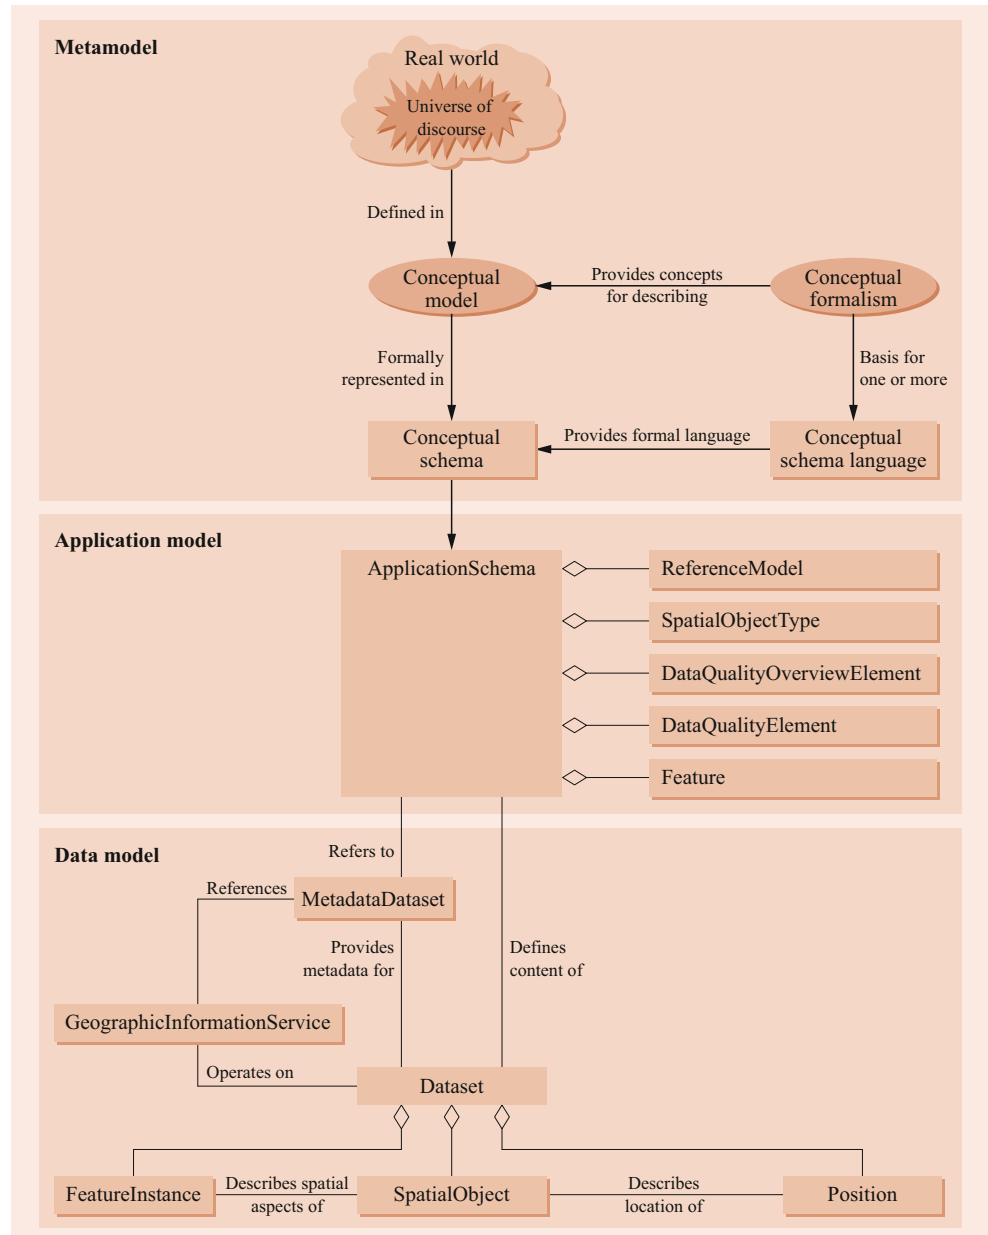 Metamodel
Real world
Universe of
discourse
Defined in
Conceptual
model
Provides concepts
for describing
Conceptual
formalism
Formally
represented in
Basis for
one or more
Conceptual
schema
Provides formal language
Conceptual
schema language
Application model
ApplicationSchema
ReferenceModel
SpatialObjectType
DataQualityOverviewElement
DataQualityElement
Feature
Data model
Refers to
References
MetadataDataset
Provides
metadata for
Defines
content of
GeographicInformationService
Operates on
Dataset
FeatureInstance
Describes spatial
aspects of
SpatialObject
Describes
location of
Position